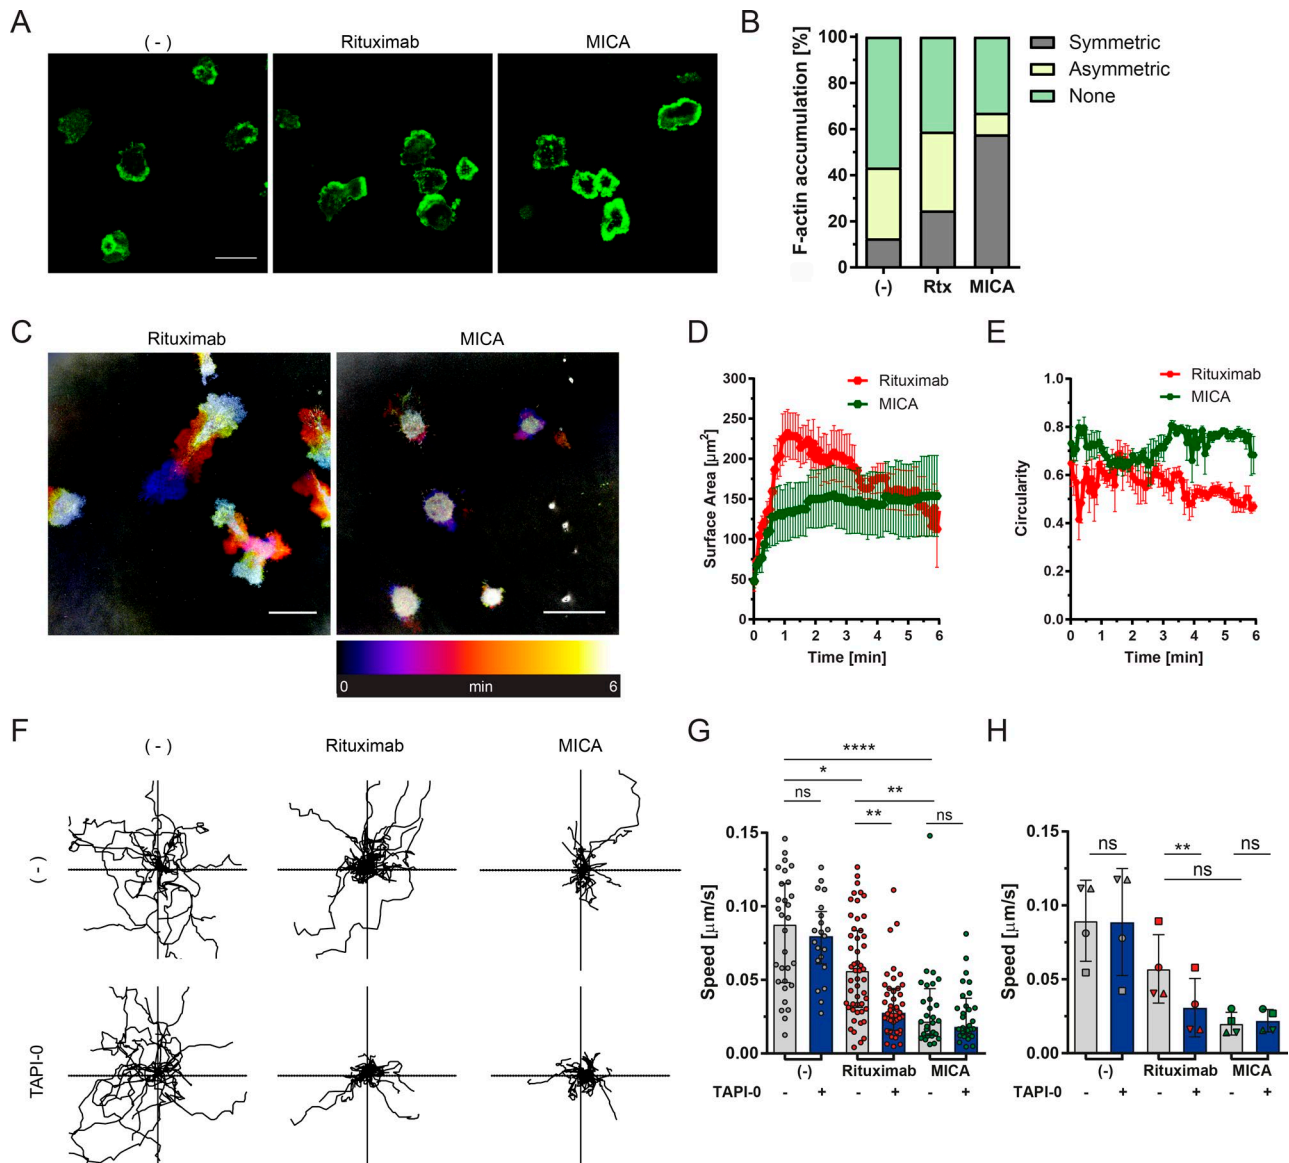 A
( - )
Rituximab
MICA
B
F-actin accumulation [%]
100
80
60
40
20
0
(-)
Rtx
MICA
Symmetric
Asymmetric
None
C
Rituximab
MICA
0
min
6
D
Rituximab
MICA
Surface Area [μm²]
300
250
200
150
100
50
0
0
1
2
3
4
5
6
Time [min]
E
Rituximab
MICA
Circularity
1.0
0.8
0.6
0.4
0.2
0.0
0
1
2
3
4
5
6
Time [min]
F
( - )
Rituximab
MICA
( - )
TAPI-0
G
****
*
**
ns
**
ns
Speed [μm/s]
0.15
0.10
0.05
0.00
(-)
Rituximab
MICA
TAPI-0
-
+
-
+
-
+
H
ns
**
ns
ns
Speed [μm/s]
0.15
0.10
0.05
0.00
(-)
Rituximab
MICA
TAPI-0
-
+
-
+
-
+